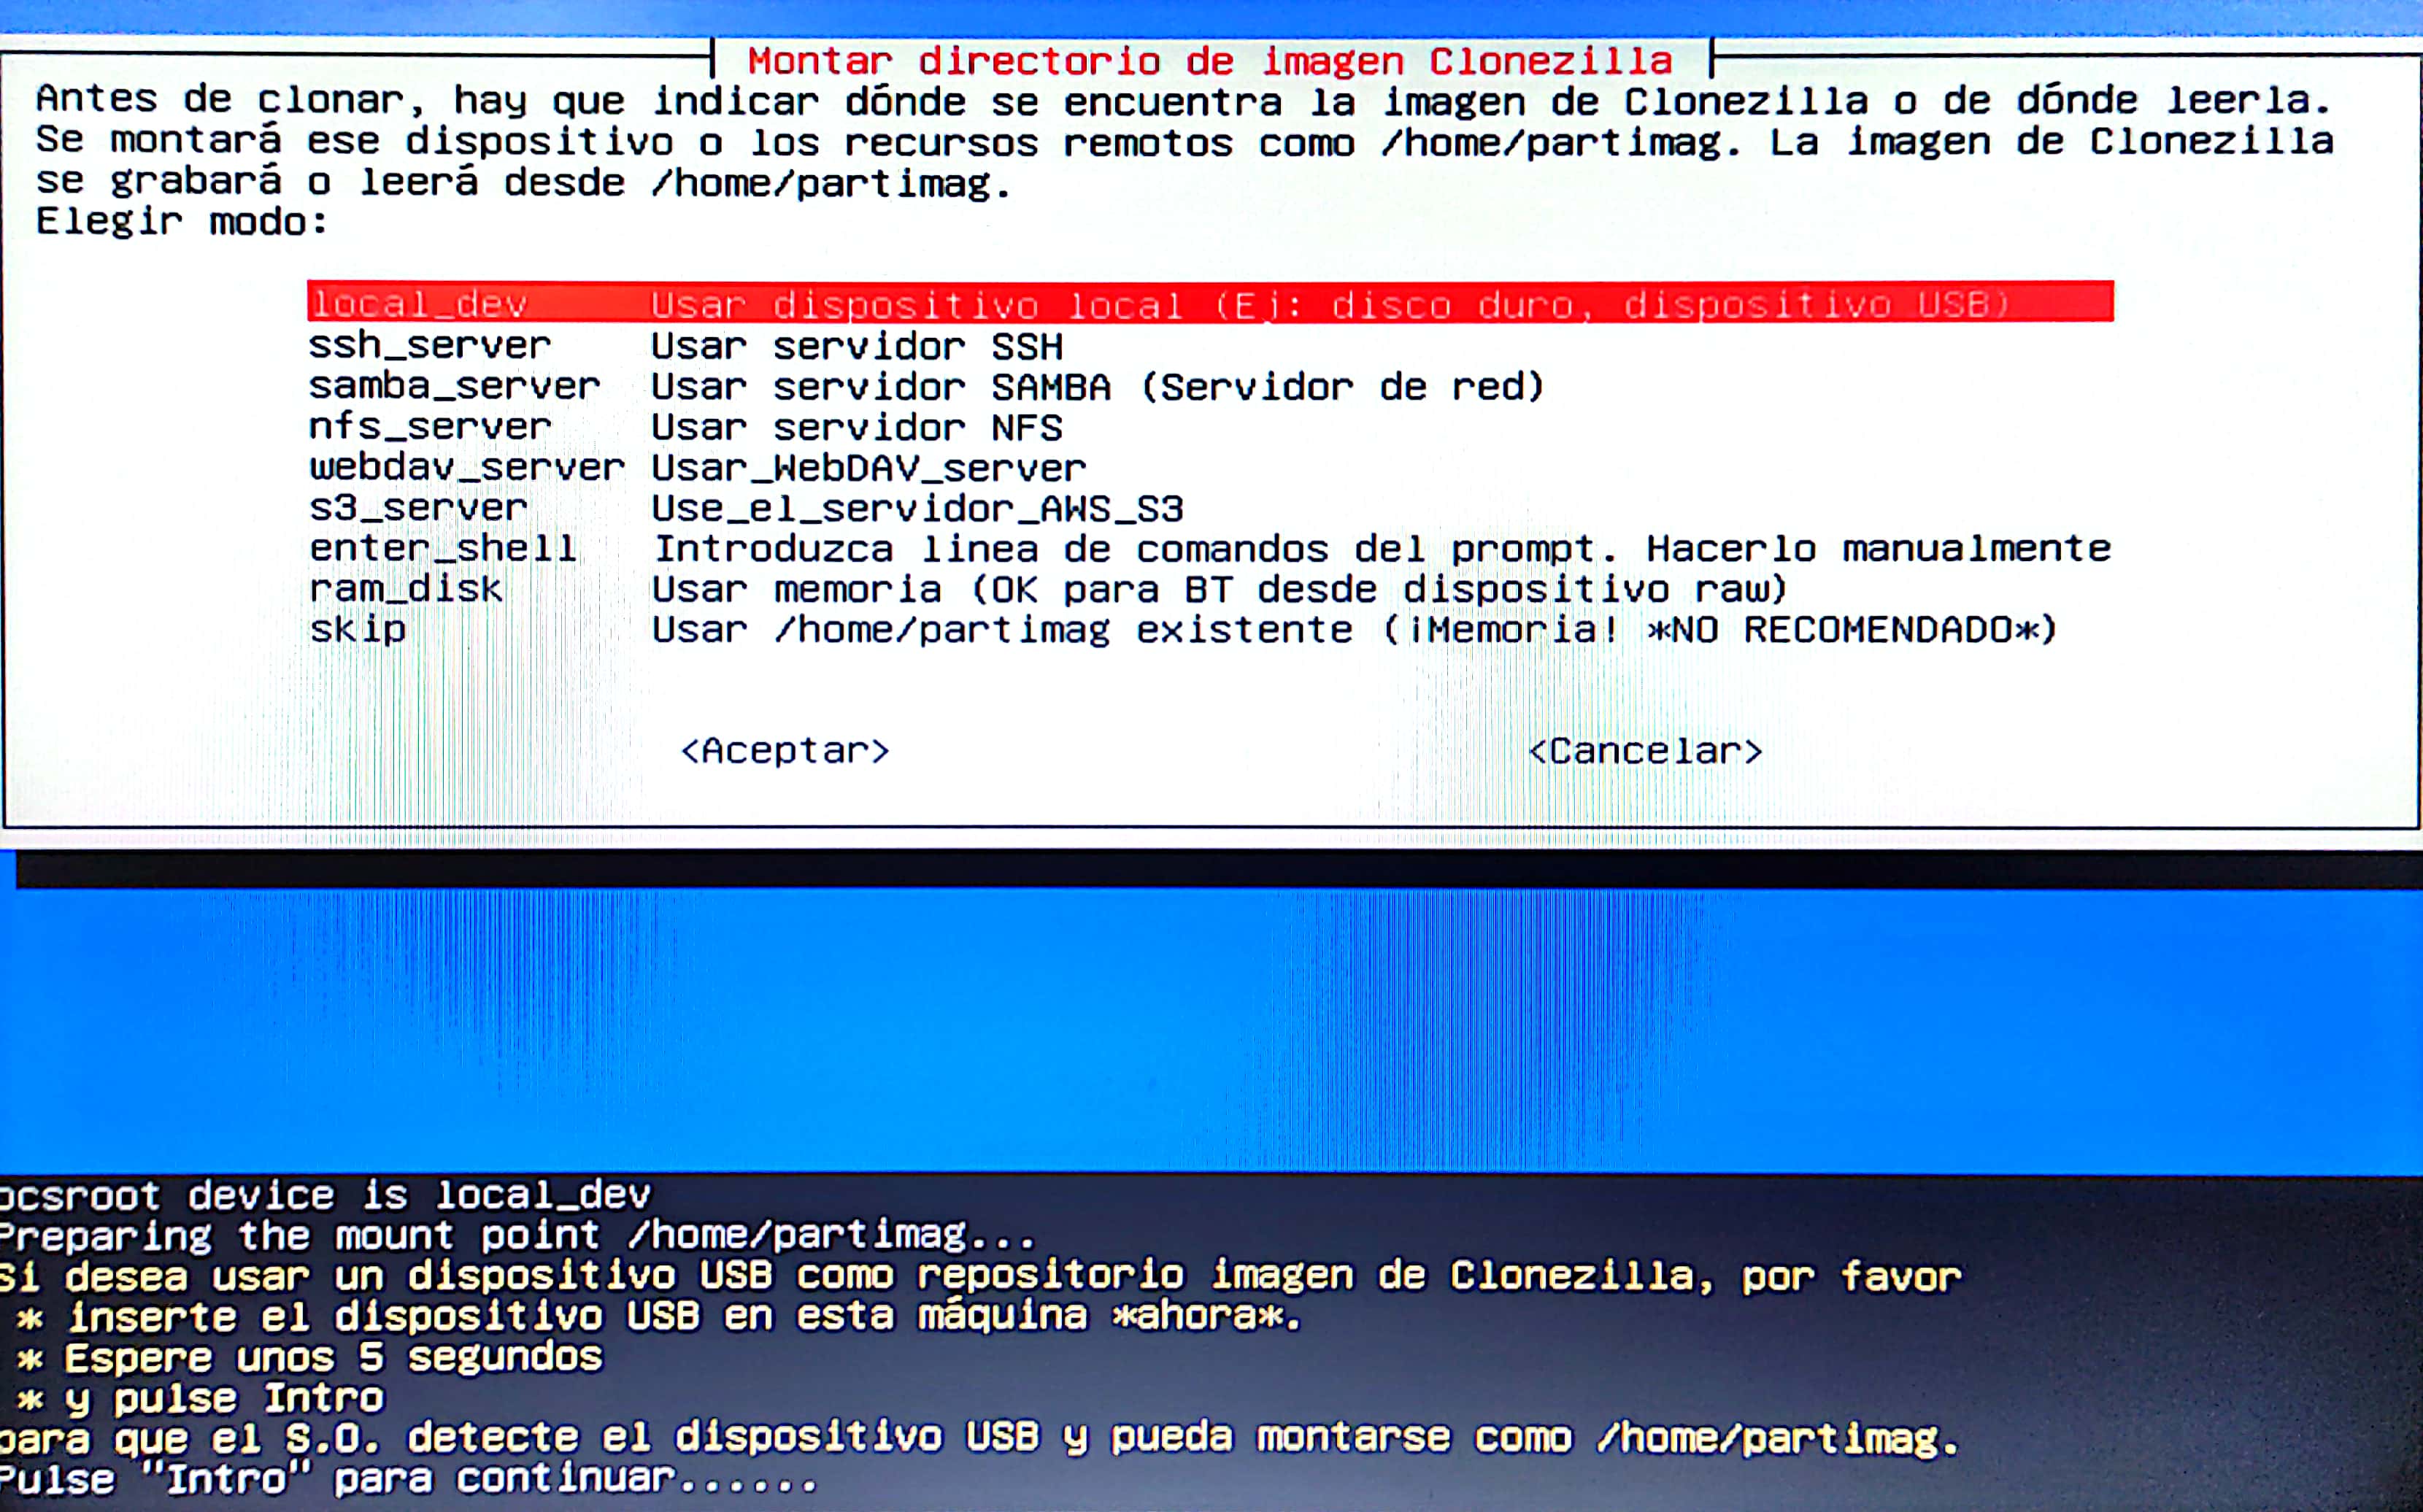 Montar directorio de imagen Clonezilla
Antes de clonar, hay que indicar dónde se encuentra la imagen de Clonezilla o de dónde leerla.
Se montará ese dispositivo o los recursos remotos como /home/partimag. La imagen de Clonezilla
se grabará o leerá desde /home/partimag.
Elegir modo:
local_dev Usar dispositivo local (Ej: disco duro, dispositivo USB)
ssh_server Usar servidor SSH
samba_server Usar servidor SAMBA (Servidor de red)
nfs_server Usar servidor NFS
webdav_server Usar_WebDAV_server
s3_server Use_el_servidor_AWS_S3
enter_shell Introduzca linea de comandos del prompt. Hacerlo manualmente
ram_disk Usar memoria (OK para BT desde dispositivo raw)
skip Usar /home/partimag existente (¡Memoria! *NO RECOMENDADO*)
<Aceptar> <Cancelar>
ocsroot device is local_dev
Preparing the mount point /home/partimag...
Si desea usar un dispositivo USB como repositorio imagen de Clonezilla, por favor
* inserte el dispositivo USB en esta máquina *ahora*.
* Espere unos 5 segundos
* y pulse Intro
para que el S.O. detecte el dispositivo USB y pueda montarse como /home/partimag.
Pulse "Intro" para continuar......